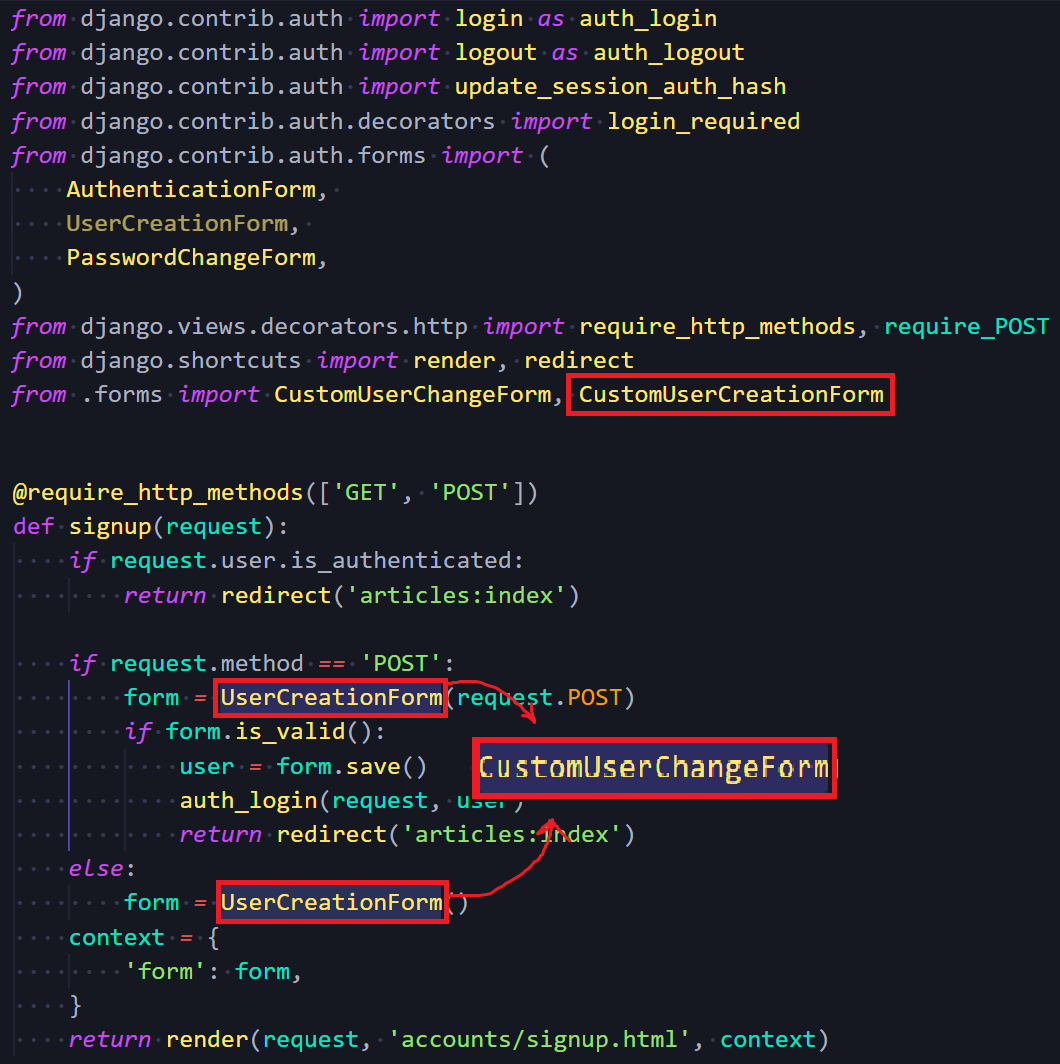 from django.contrib.auth import login as auth_login
from django.contrib.auth import logout as auth_logout
from django.contrib.auth import update_session_auth_hash
from django.contrib.auth.decorators import login_required
from django.contrib.auth.forms import (
    AuthenticationForm,
    UserCreationForm,
    PasswordChangeForm,
)
from django.views.decorators.http import require_http_methods, require_POST
from django.shortcuts import render, redirect
from .forms import CustomUserChangeForm, CustomUserCreationForm
@require_http_methods(['GET', 'POST'])
def signup(request):
    if request.user.is_authenticated:
        return redirect('articles:index')
    if request.method == 'POST':
        form = UserCreationForm(request.POST)
        if form.is_valid():
            user = form.save()
CustomUserChangeForm
            auth_login(request, user)
            return redirect('articles:index')
    else:
        form = UserCreationForm()
    context = {
        'form': form,
    }
    return render(request, 'accounts/signup.html', context)